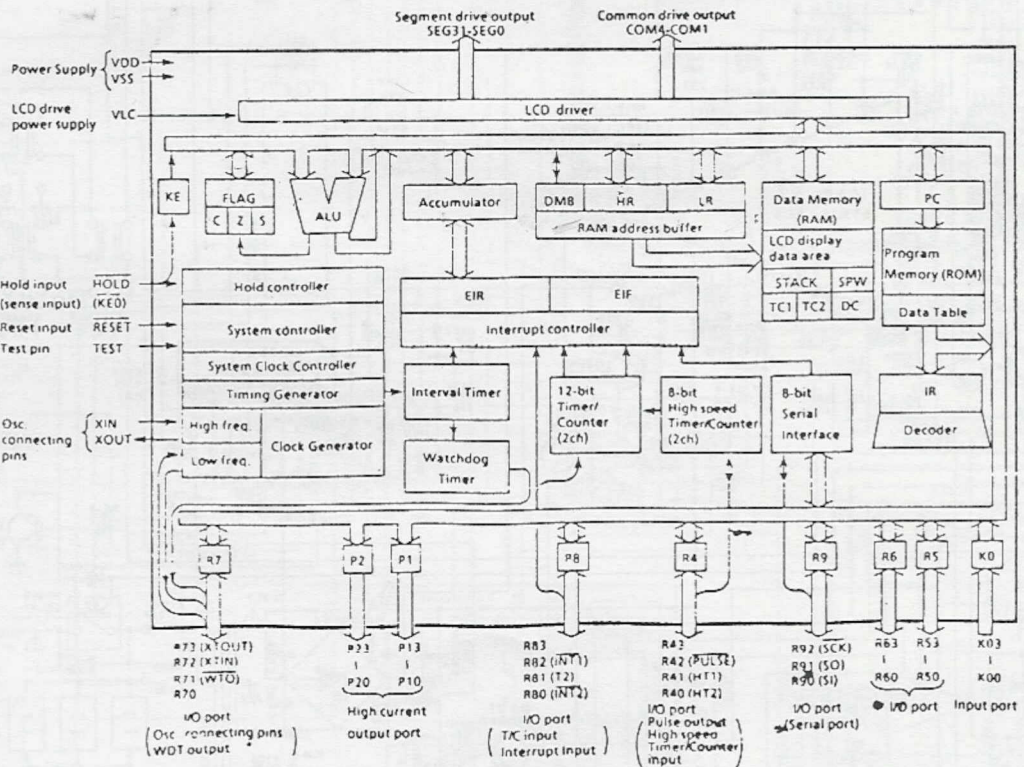 Segment drive output
SEG31-SEG0
Common drive output
COM4-COM1
Power Supply
VDD
VSS
LCD drive
power supply
VLC
LCD driver
KE
FLAG
C Z S
ALU
Accumulator
DMB HR LR
RAM address buffer
Data Memory
(RAM)
LCD display
data area
STACK SPW
TC1 TC2 DC
PC
Program
Memory (ROM)
Data Table
Hold input
(sense input)
HOLD
(KE0)
Reset input RESET
Test pin TEST
Hold controller
System controller
System Clock Controller
Timing Generator
High freq.
Low freq.
Clock Generator
Osc.
connecting
pins
XIN
XOUT
EIR EIF
Interrupt controller
Interval Timer
Watchdog
Timer
12-bit
Timer/
Counter
(2ch)
8-bit
High speed
Timer/Counter
(2ch)
8-bit
Serial
Interface
IR
Decoder
R7 P2 P1 P8 R4 R9 R6 R5 K0
R73 (XTOUT)
R72 (XTIN)
R71 (WTO)
R70
I/O port
(Osc connecting pins
WDT output)
P23
P20
P13
P10
High current
output port
R83
R82 (INT1)
R81 (T2)
R80 (INT2)
I/O port
(T/C input
Interrupt Input)
R43
R42 (PULSE)
R41 (HT1)
R40 (HT2)
I/O port
(Pulse output
High speed
Timer/Counter
input)
R92 (SCK)
R91 (SO)
R90 (SI)
I/O port
(Serial port)
R63
R60
R53
R50
I/O port
K03
K00
Input port